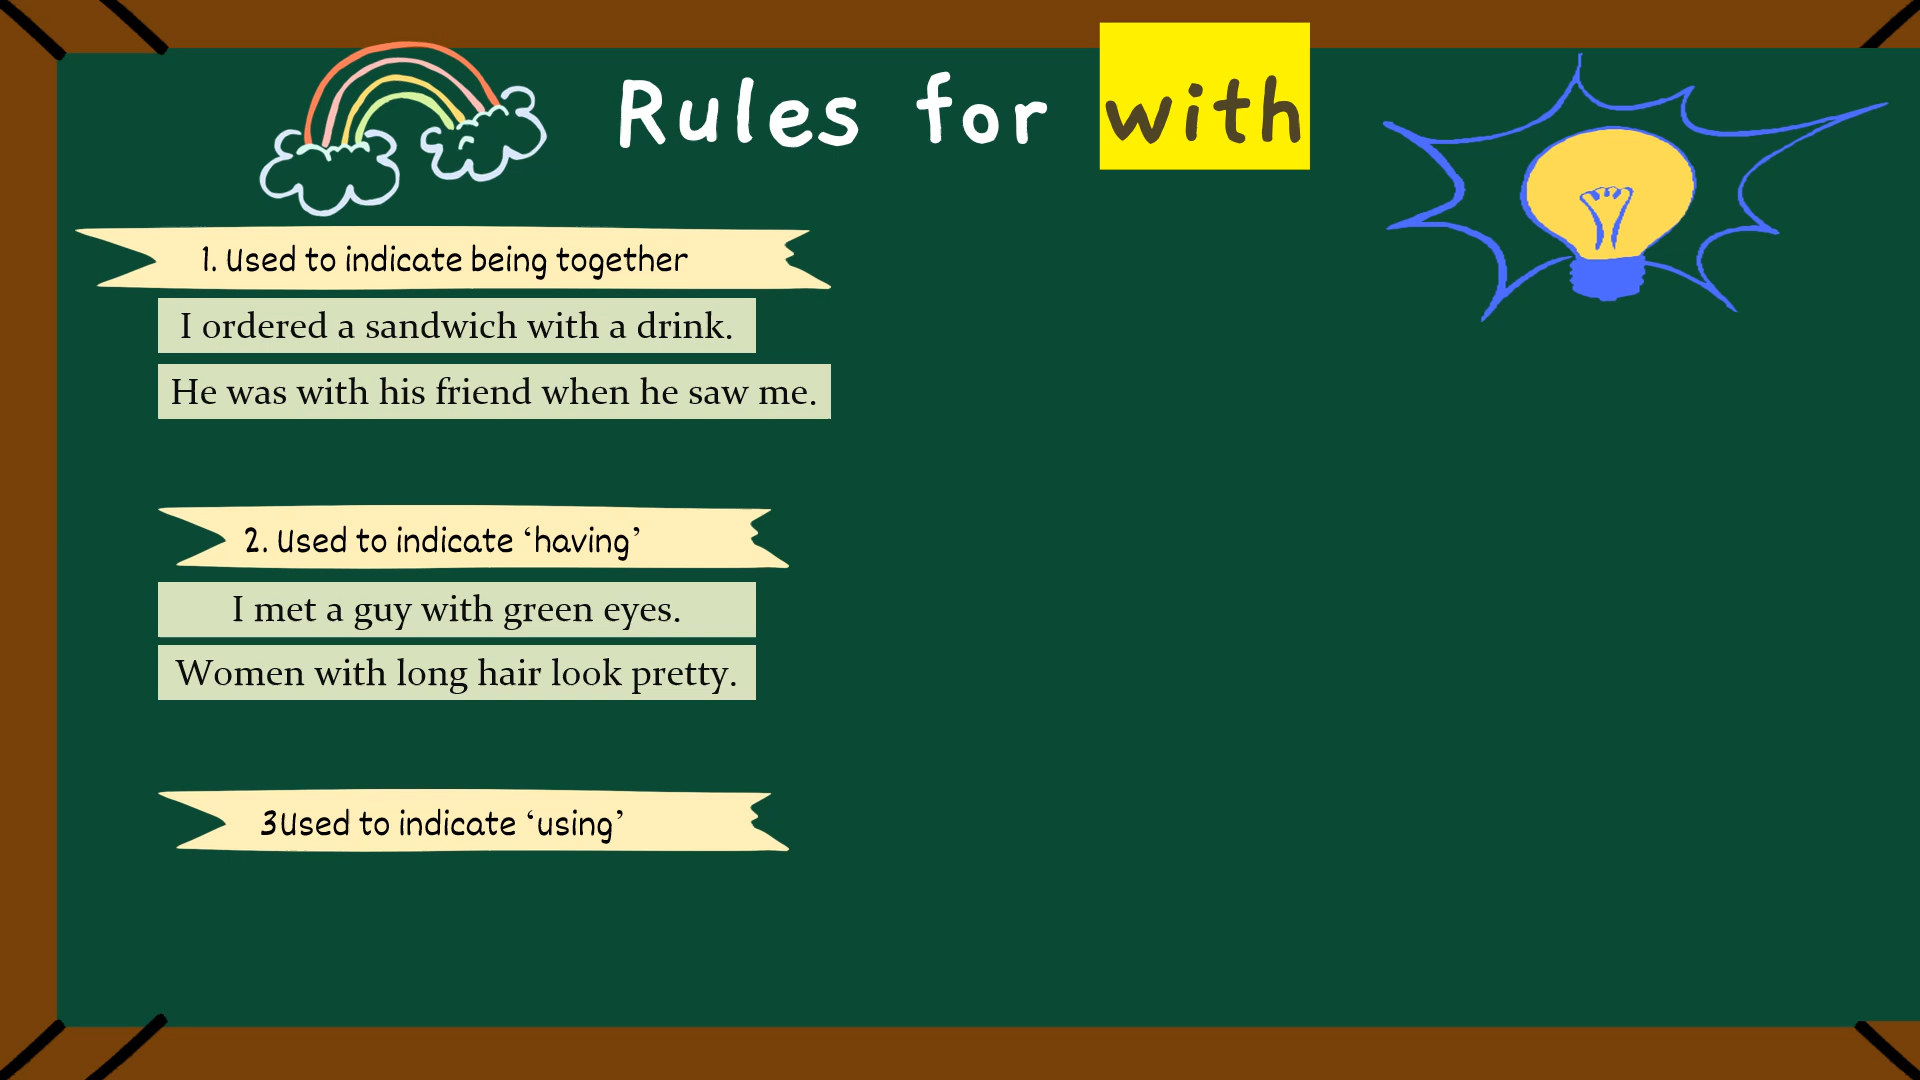 Rules for with
1. Used to indicate being together
I ordered a sandwich with a drink.
He was with his friend when he saw me.
2. Used to indicate ‘having’
I met a guy with green eyes.
Women with long hair look pretty.
3Used to indicate ‘using’